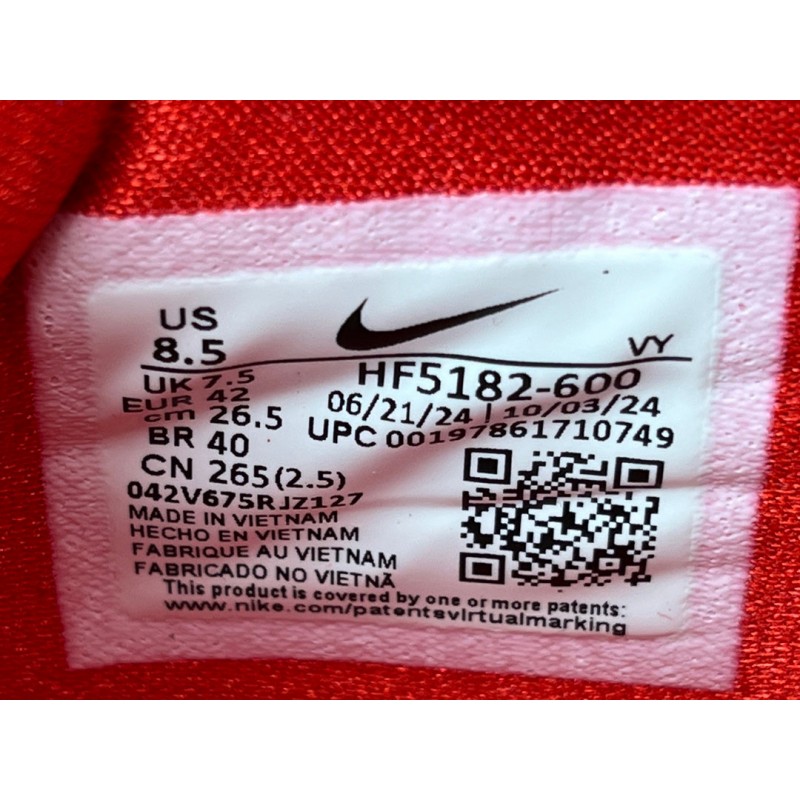 US
8.5
VY
UK 7.5
EUR 42
cm 26.5
BR 40
CN 265(2.5)
HF5182-600
06/21/24 | 10/03/24
UPC 00197861710749
042V675RJZ127
MADE IN VIETNAM
HECHO EN VIETNAM
FABRIQUE AU VIETNAM
FABRICADO NO VIETNÃ
This product is covered by one or more patents:
www.nike.com/patentsvirtualmarking